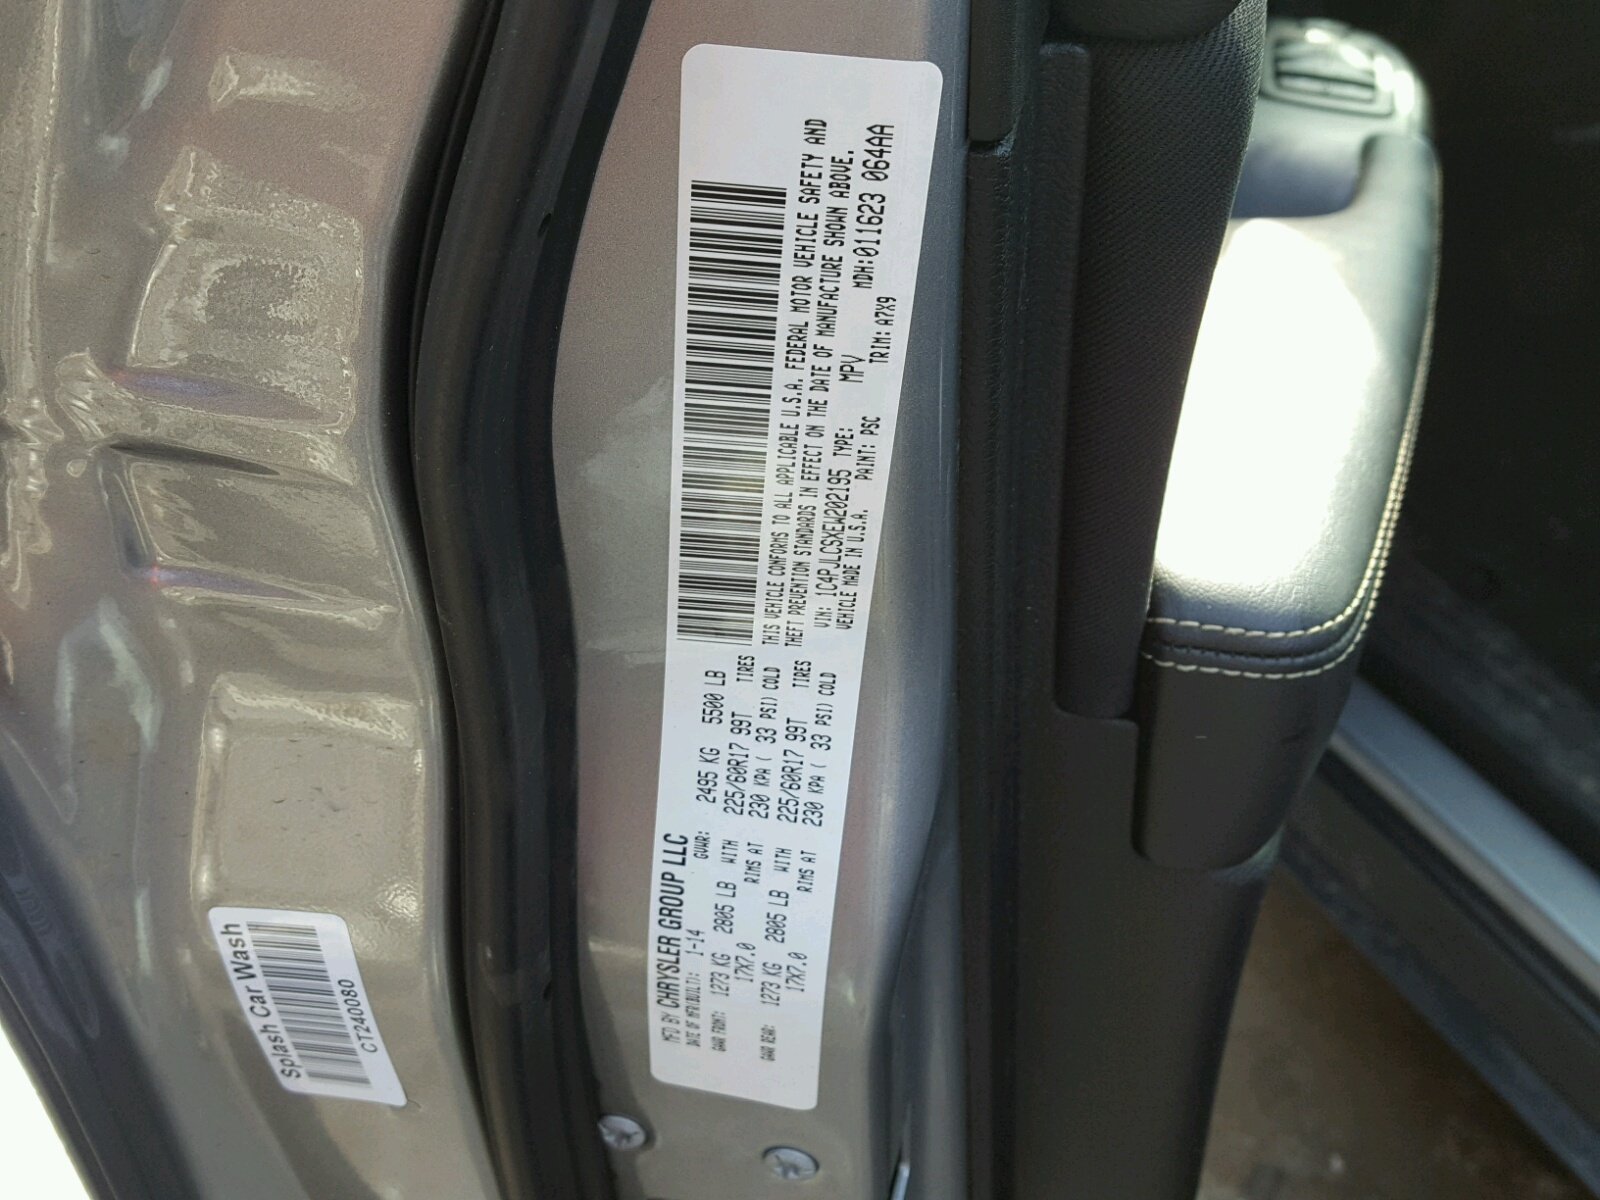 MFD BY CHRYSLER GROUP LLC
DATE OF MFR(BUILT): 1-14 GVWR: 2495 KG 5500 LB
GAWR FRONT: 1273 KG 2805 LB WITH 225/60R17 99T TIRES
17X7.0 RIMS AT 230 KPA ( 33 PSI) COLD
GAWR REAR: 1273 KG 2805 LB WITH 225/60R17 99T TIRES
17X7.0 RIMS AT 230 KPA ( 33 PSI) COLD
THIS VEHICLE CONFORMS TO ALL APPLICABLE U.S.A. FEDERAL MOTOR VEHICLE SAFETY AND
THEFT PREVENTION STANDARDS IN EFFECT ON THE DATE OF MANUFACTURE SHOWN ABOVE.
VIN: 1C4PJLCSXEW202195 TYPE: MPV MDH:011623 064AA
VEHICLE MADE IN U.S.A. PAINT: PSC TRIM: A7X9
Splash Car Wash
CT240080